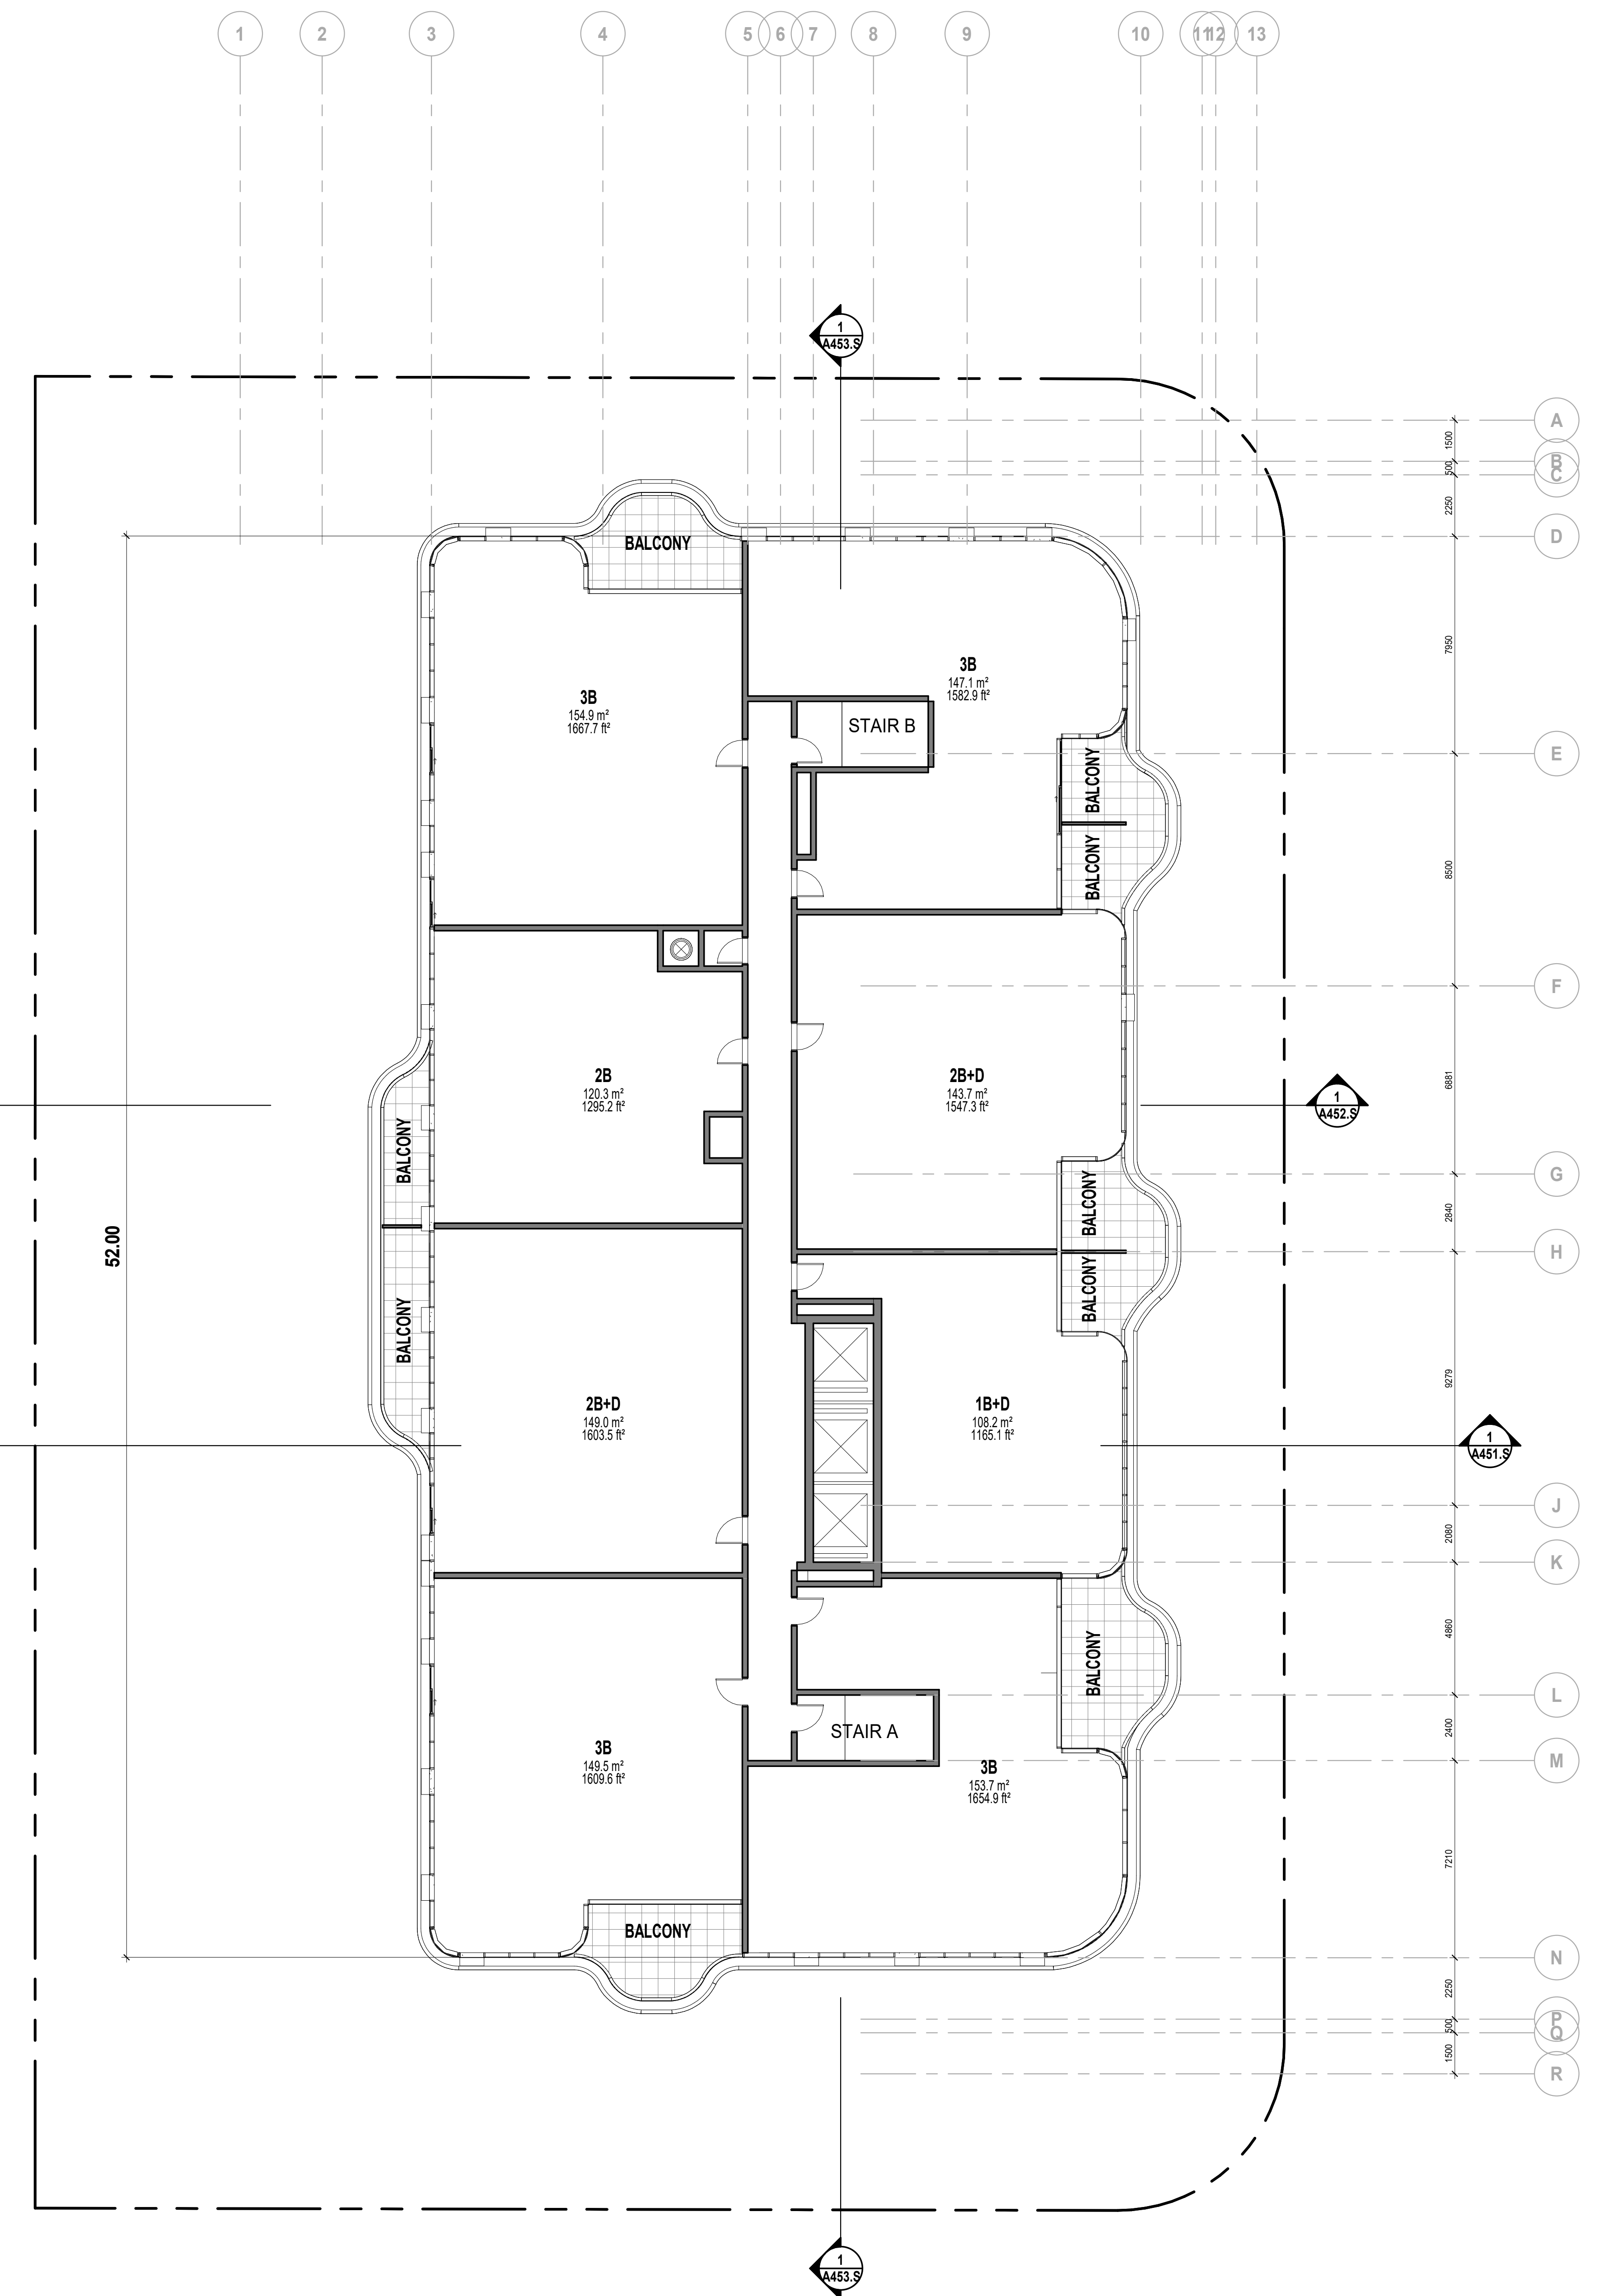 1 2 3 4 5 6 7 8 9 10 11 12 13
1
A453.S
A
1500
B
500
C
2250
D
BALCONY
7950
3B
147.1 m²
1582.9 ft²
3B
154.9 m²
1667.7 ft²
STAIR B
E
BALCONY
BALCONY
8500
F
2B
120.3 m²
1295.2 ft²
2B+D
143.7 m²
1547.3 ft²
6881
1
A452.S
BALCONY
G
BALCONY
2840
52.00
H
BALCONY
BALCONY
9279
2B+D
149.0 m²
1603.5 ft²
1B+D
108.2 m²
1165.1 ft²
1
A451.S
J
2080
K
4860
BALCONY
L
STAIR A
2400
3B
149.5 m²
1609.6 ft²
M
3B
153.7 m²
1654.9 ft²
7210
BALCONY
N
2250
P
500
Q
1500
R
1
A453.S